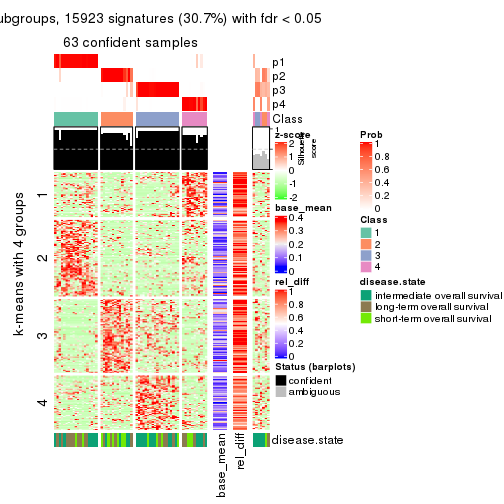 ubgroups, 15923 signatures (30.7%) with fdr < 0.05
63 confident samples
p1
p2
p3
p4
Class
1
Silhouette
score
z-score
2
1
0
-1
-2
base_mean
0.4
0.3
0.2
0.1
0
rel_diff
1
0.8
0.6
0.4
0.2
0
Status (barplots)
confident
ambiguous
Prob
1
0.8
0.6
0.4
0.2
0
Class
1
2
3
4
disease.state
intermediate overall survival
long-term overall survival
short-term overall survival
k-means with 4 groups
1
2
3
4
disease.state
base_mean
rel_diff